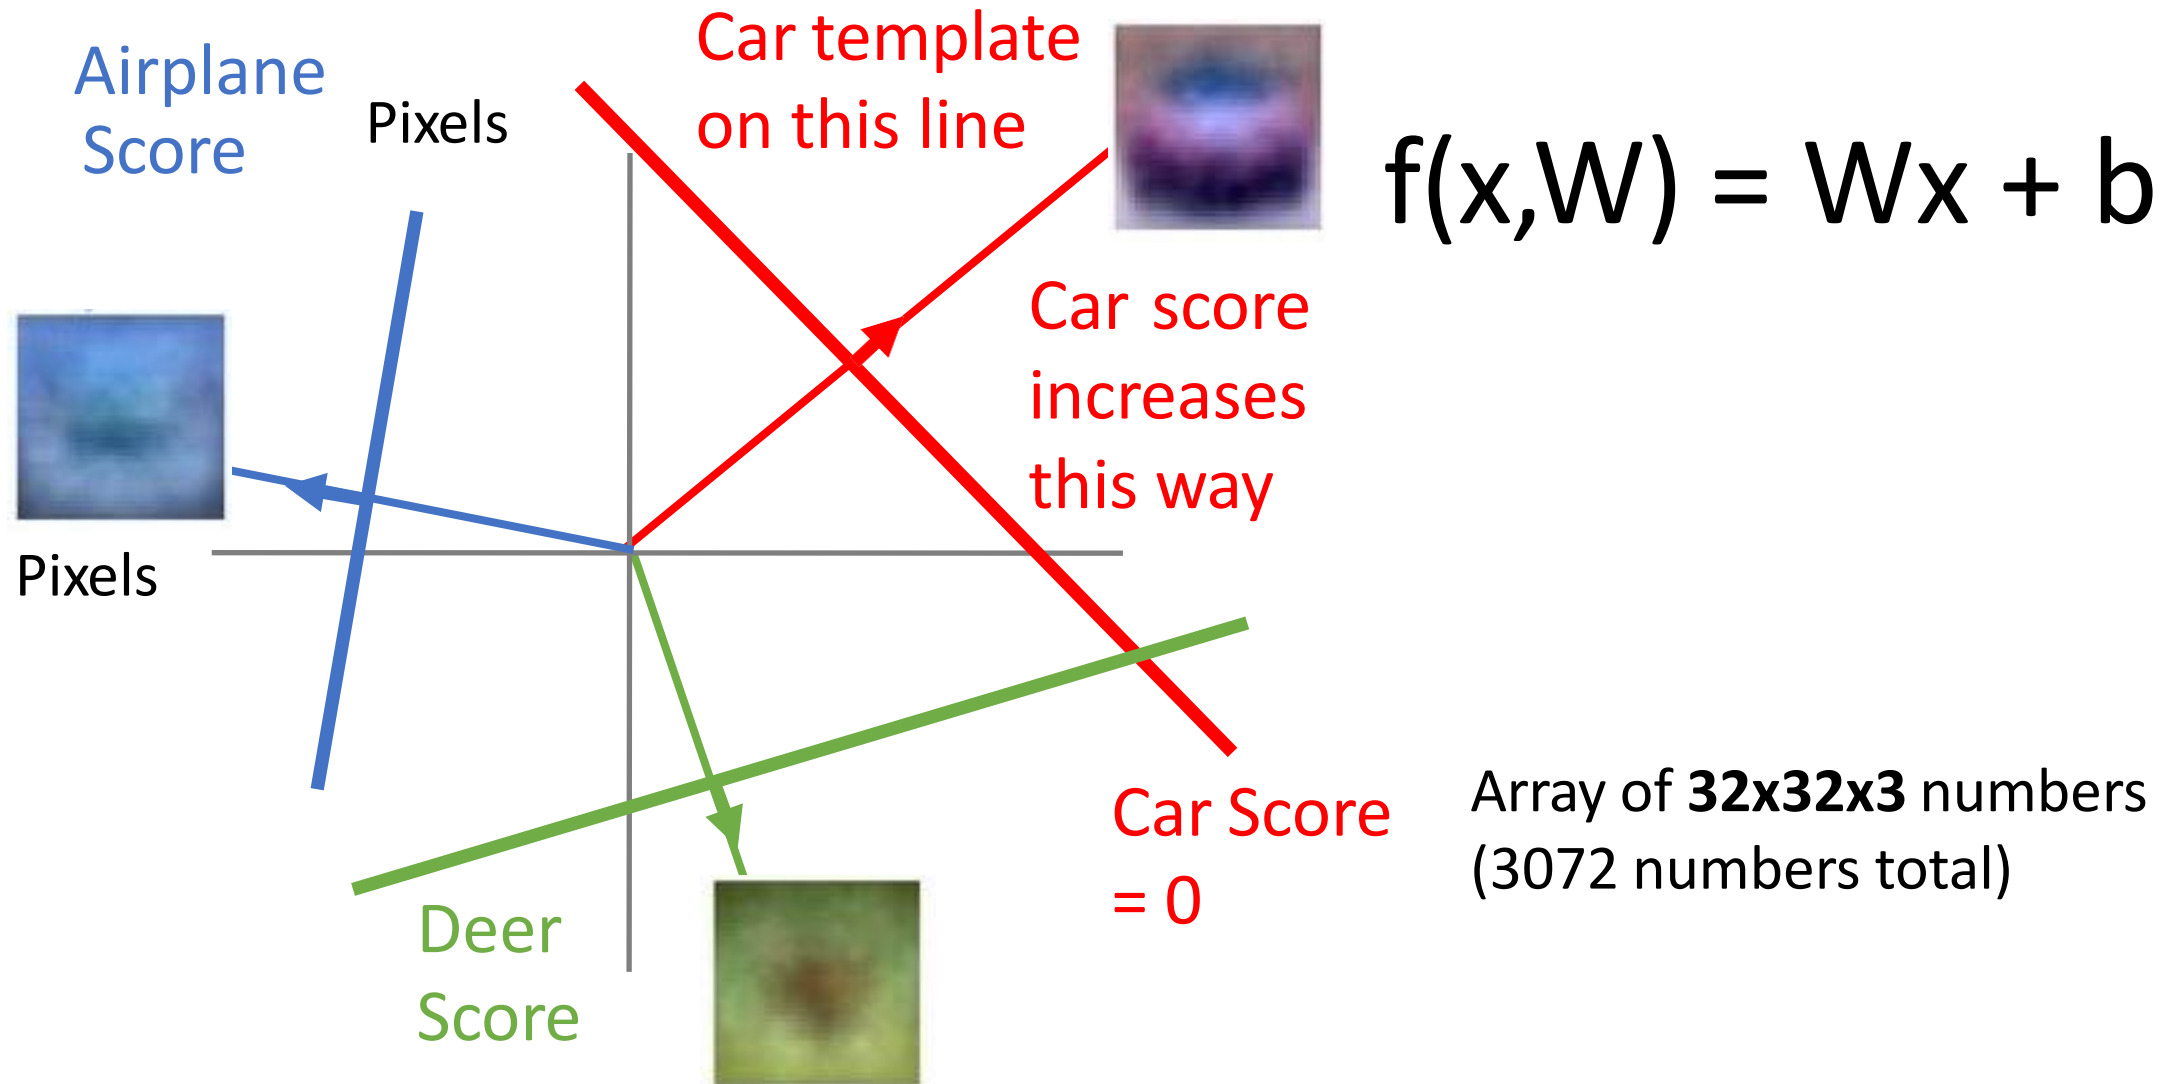 Airplane
Score
Pixels
Car template
on this line
f(x,W) = Wx + b
Car score
increases
this way
Pixels
Car Score
= 0
Array of 32x32x3 numbers
(3072 numbers total)
Deer
Score